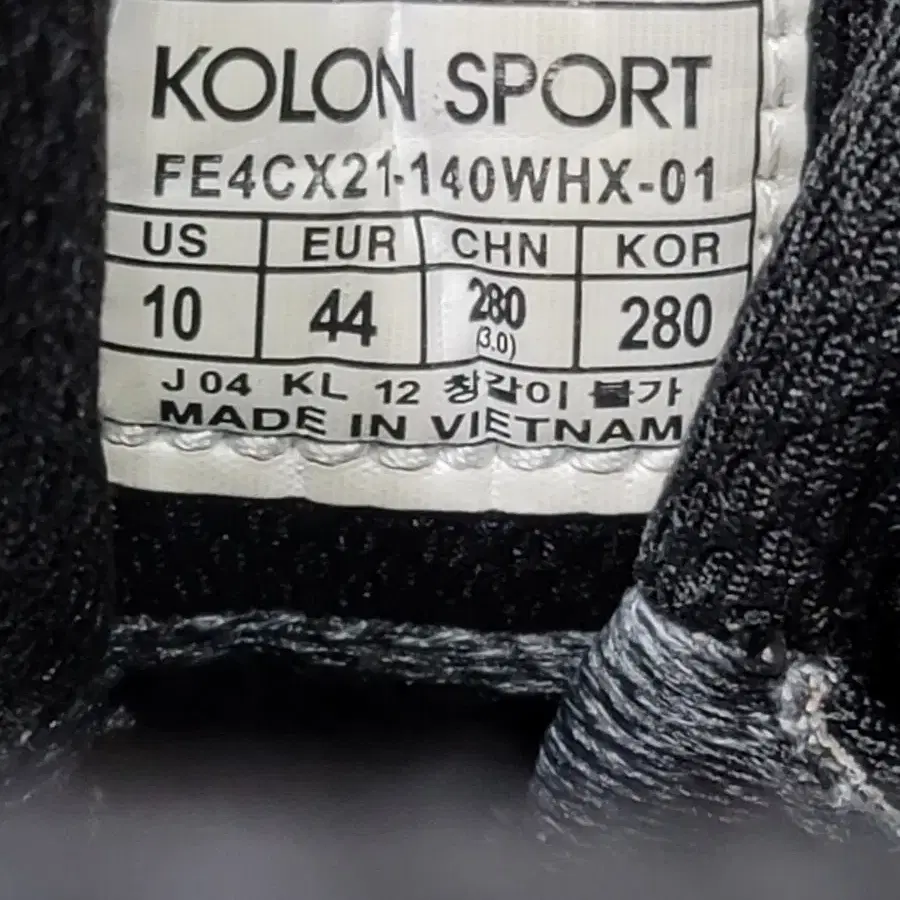 KOLON SPORT
FE4CX21-140WHX-01
US EUR CHN KOR
10 44 280 280
(3.0)
J 04 KL 12 창갈이 불가
MADE IN VIETNAM